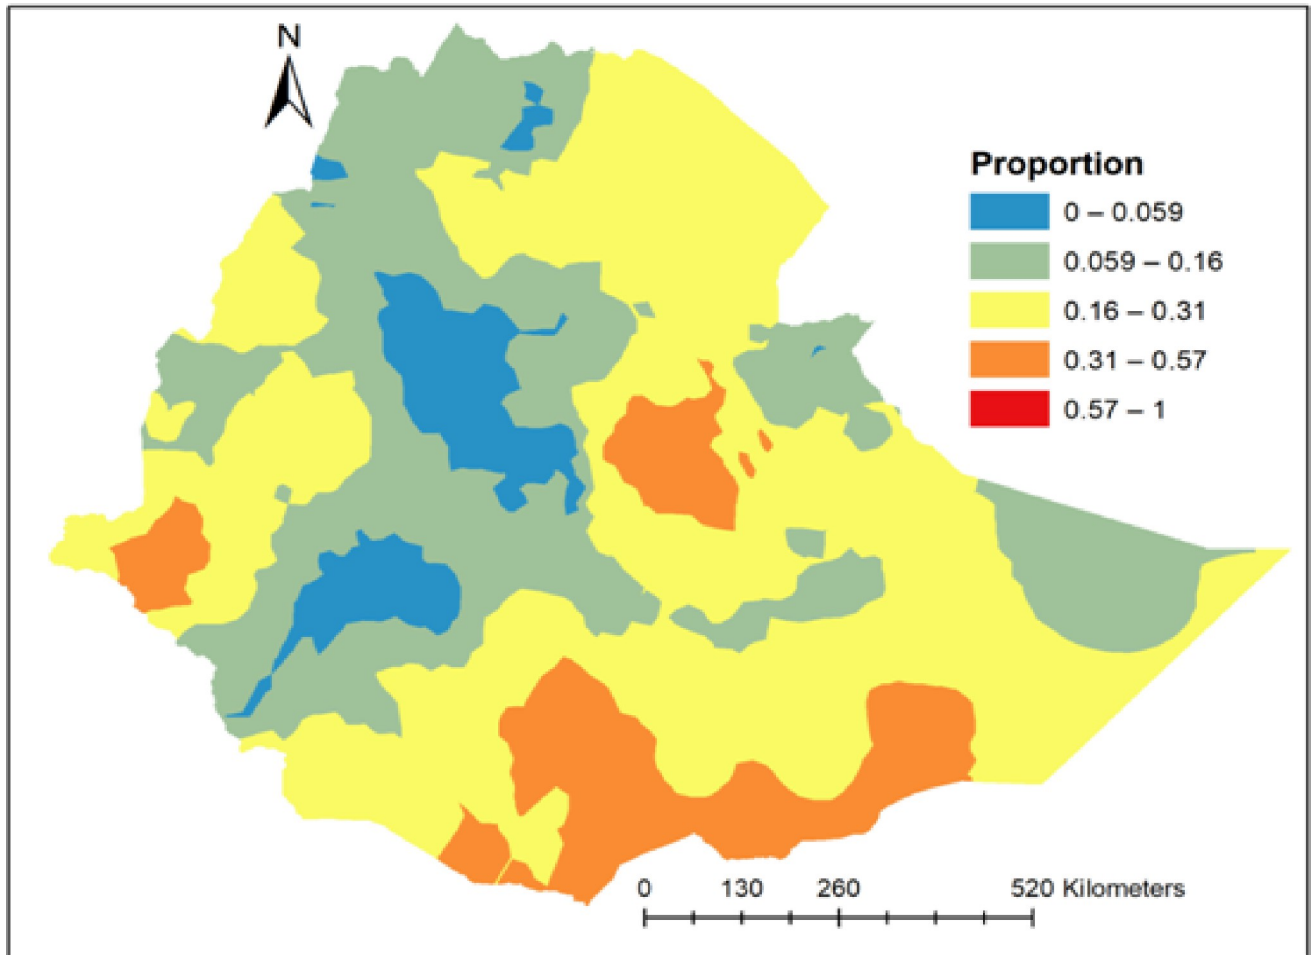 N
Proportion
0 – 0.059
0.059 – 0.16
0.16 – 0.31
0.31 – 0.57
0.57 – 1
0 130 260 520 Kilometers